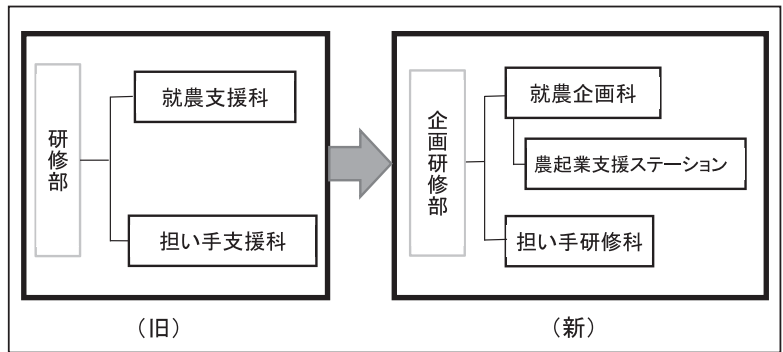 研修部
就農支援科
担い手支援科
（旧）
企画研修部
就農企画科
農起業支援ステーション
担い手研修科
（新）